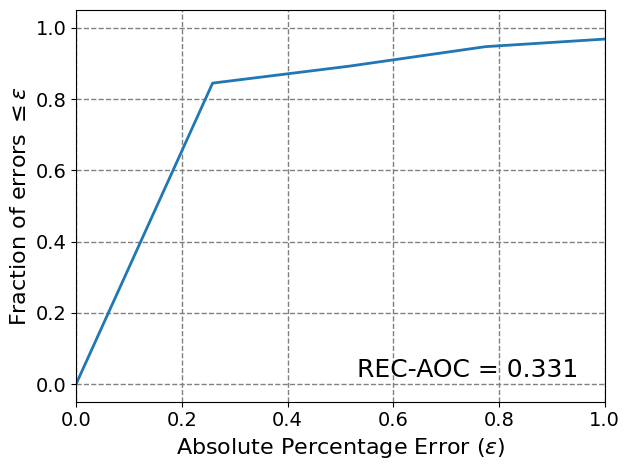 1.0
0.8
0.6
0.4
0.2
0.0
Fraction of errors ≤ ε
REC-AOC = 0.331
0.0 0.2 0.4 0.6 0.8 1.0
Absolute Percentage Error (ε)